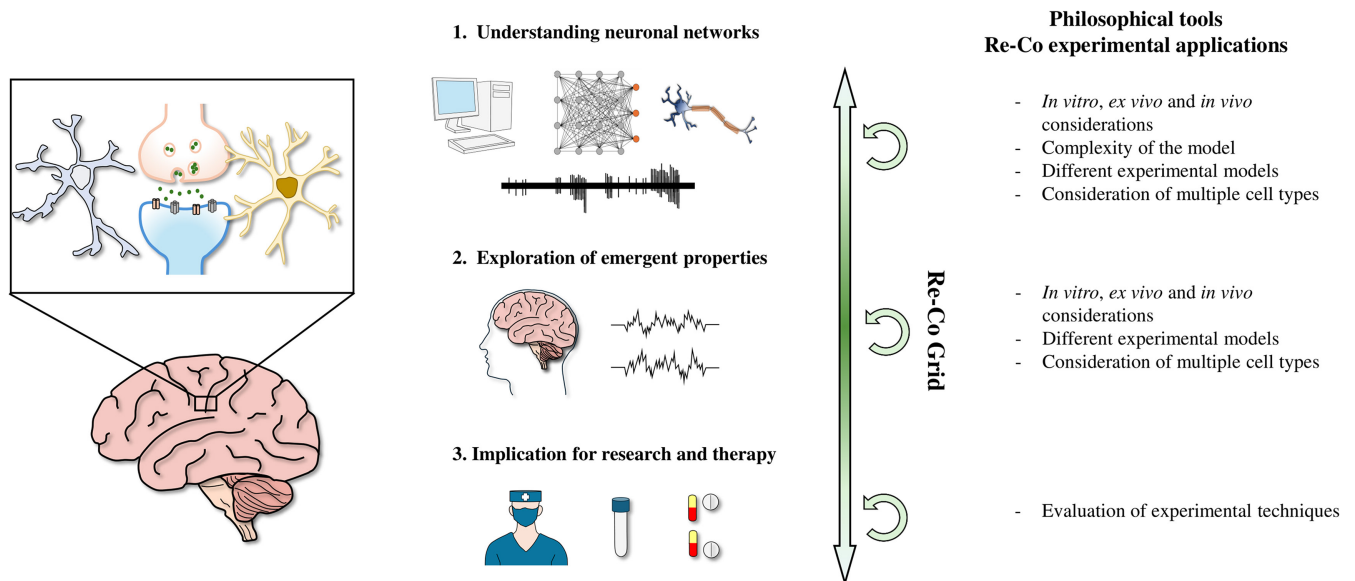 1. Understanding neuronal networks
2. Exploration of emergent properties
3. Implication for research and therapy
Re-Co Grid
Philosophical tools
Re-Co experimental applications
- In vitro, ex vivo and in vivo
considerations
- Complexity of the model
- Different experimental models
- Consideration of multiple cell types
- In vitro, ex vivo and in vivo
considerations
- Different experimental models
- Consideration of multiple cell types
- Evaluation of experimental techniques